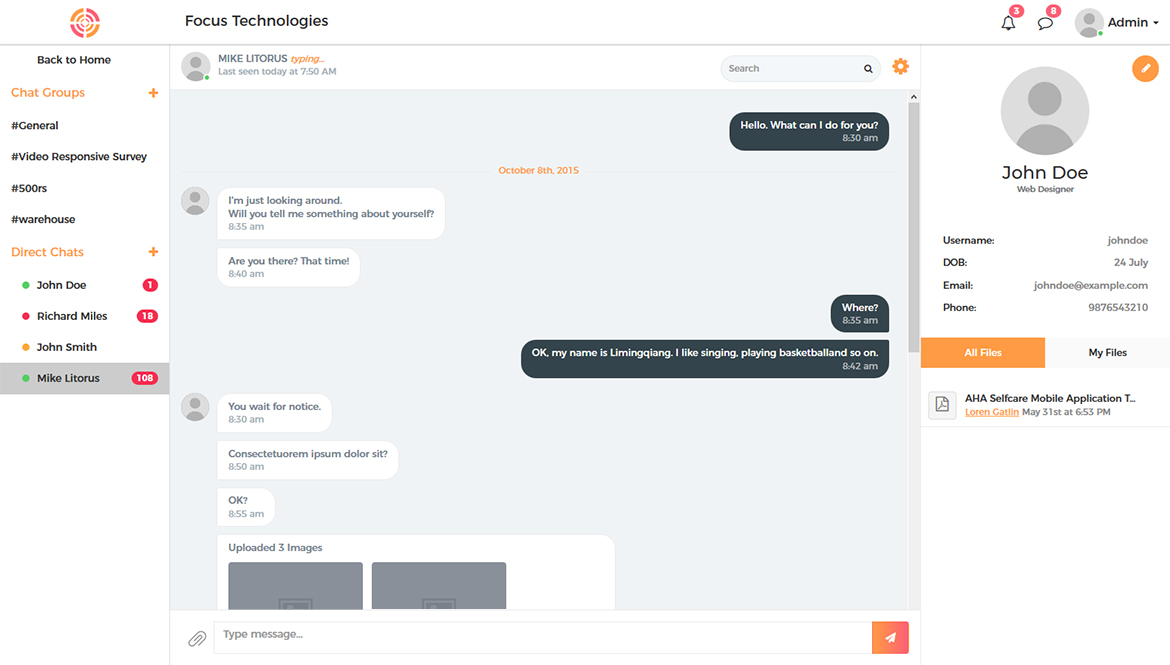 Focus Technologies
3
8
Admin
Back to Home
Chat Groups +
#General
#Video Responsive Survey
#500rs
#warehouse
Direct Chats +
John Doe 1
Richard Miles 18
John Smith
Mike Litorus 108
MIKE LITORUS typing...
Last seen today at 7:50 AM
Search
Hello. What can I do for you?
8:30 am
October 8th, 2015
I'm just looking around.
Will you tell me something about yourself?
8:35 am
Are you there? That time!
8:40 am
Where?
8:35 am
OK, my name is Limingqiang. I like singing, playing basketballand so on.
8:42 am
You wait for notice.
8:30 am
Consectetuorem ipsum dolor sit?
8:50 am
OK?
8:55 am
Uploaded 3 Images
Type message...
John Doe
Web Designer
Username: johndoe
DOB: 24 July
Email: johndoe@example.com
Phone: 9876543210
All Files My Files
AHA Selfcare Mobile Application T...
Loren Gatlin May 31st at 6:53 PM